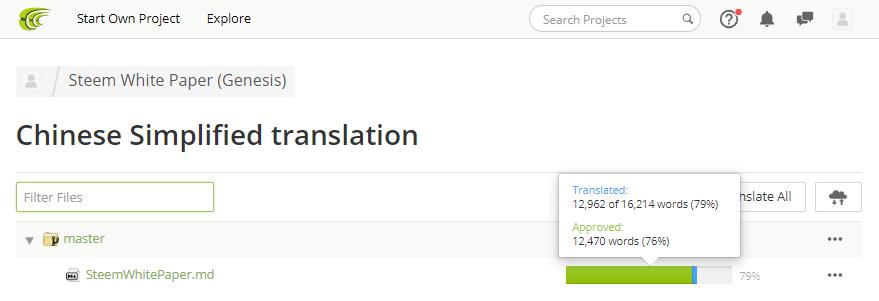 Start Own Project
Explore
Search Projects
Steem White Paper (Genesis)
Chinese Simplified translation
Filter Files
Translated:
12,962 of 16,214 words (79%)
Approved:
12,470 words (76%)
nslate All
master
SteemWhitePaper.md
79%